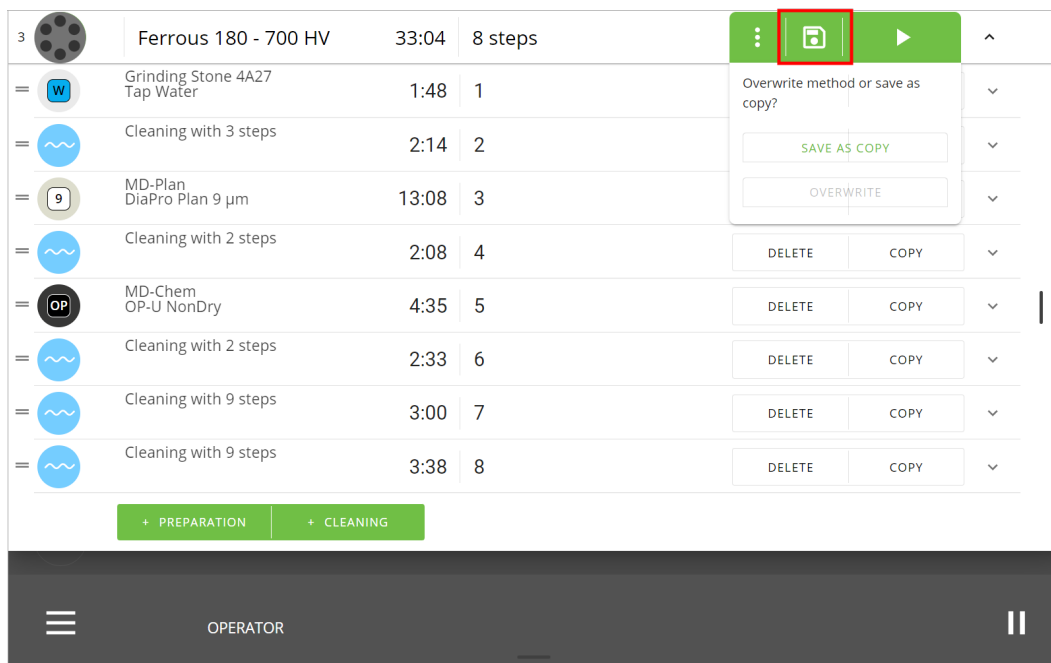 3 Ferrous 180 - 700 HV 33:04 8 steps
W Grinding Stone 4A27
Tap Water 1:48 1
Overwrite method or save as
copy?
Cleaning with 3 steps 2:14 2
SAVE AS COPY
9 MD-Plan
DiaPro Plan 9 µm 13:08 3
OVERWRITE
Cleaning with 2 steps 2:08 4 DELETE COPY
OP MD-Chem
OP-U NonDry 4:35 5 DELETE COPY
Cleaning with 2 steps 2:33 6 DELETE COPY
Cleaning with 9 steps 3:00 7 DELETE COPY
Cleaning with 9 steps 3:38 8 DELETE COPY
+ PREPARATION + CLEANING
OPERATOR